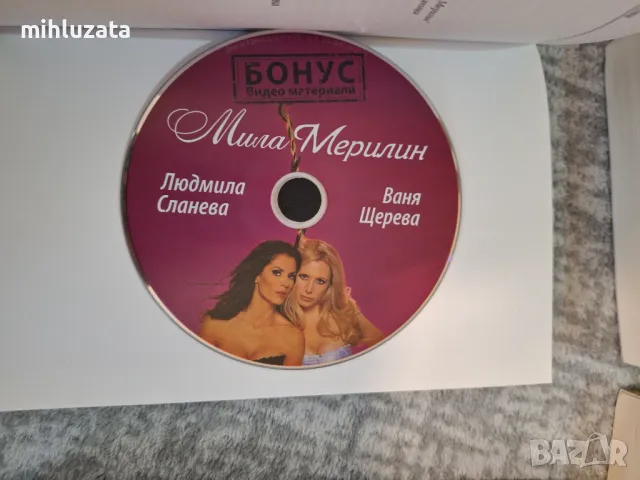 mihluzata
БОНУС
Видео материали
Мила Мерилин
Людмила
Сланева
Ваня
Щерева
BAZAR